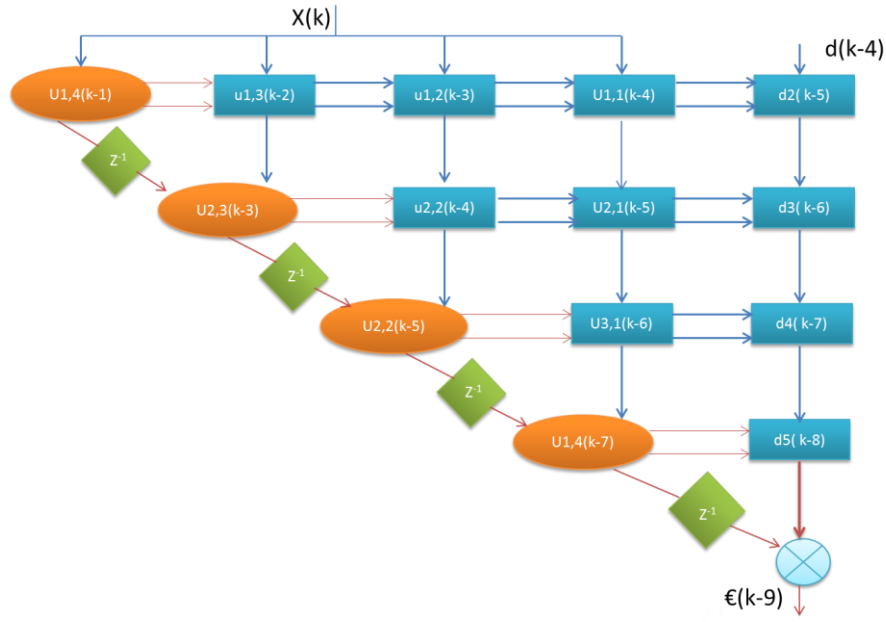 X(k)
d(k-4)
U1,4(k-1)
u1,3(k-2)
u1,2(k-3)
U1,1(k-4)
d2( k-5)
Z-1
U2,3(k-3)
u2,2(k-4)
U2,1(k-5)
d3( k-6)
Z-1
U2,2(k-5)
U3,1(k-6)
d4( k-7)
Z-1
U1,4(k-7)
d5( k-8)
Z-1
€(k-9)